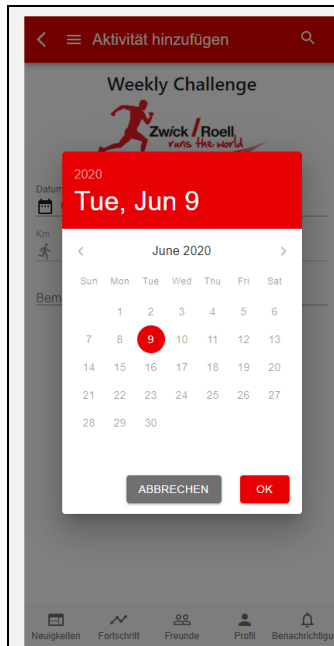 Aktivität hinzufügen
Weekly Challenge
Zwick / Roell
runs the world
Datum
2020
Tue, Jun 9
Km
June 2020
Sun Mon Tue Wed Thu Fri Sat
1 2 3 4 5 6
7 8 9 10 11 12 13
14 15 16 17 18 19 20
21 22 23 24 25 26 27
28 29 30
Bem
ABBRECHEN OK
Neuigkeiten Fortschritt Freunde Profil Benachrichtigu